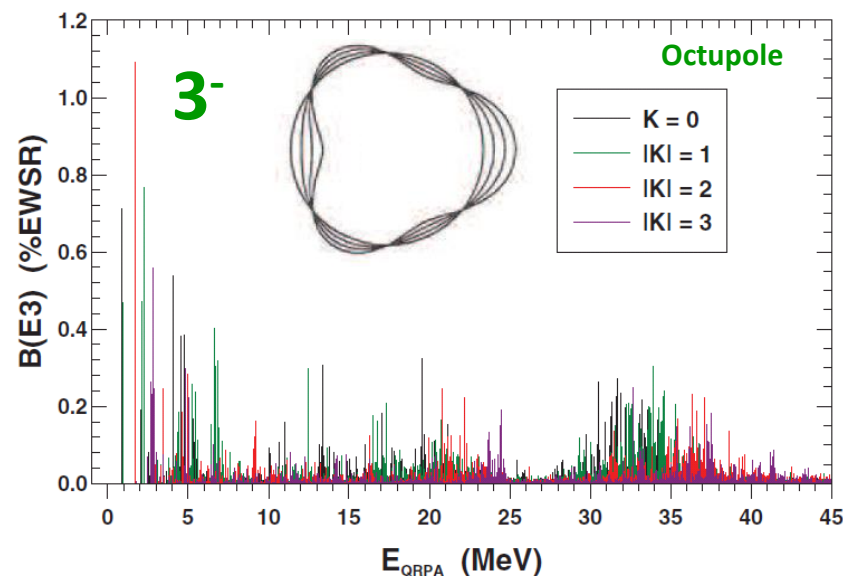 3-
Octupole
K = 0
|K| = 1
|K| = 2
|K| = 3
B(E3) (%EWSR)
1.2
1.0
0.8
0.6
0.4
0.2
0.0
0 5 10 15 20 25 30 35 40 45
E_QRPA (MeV)